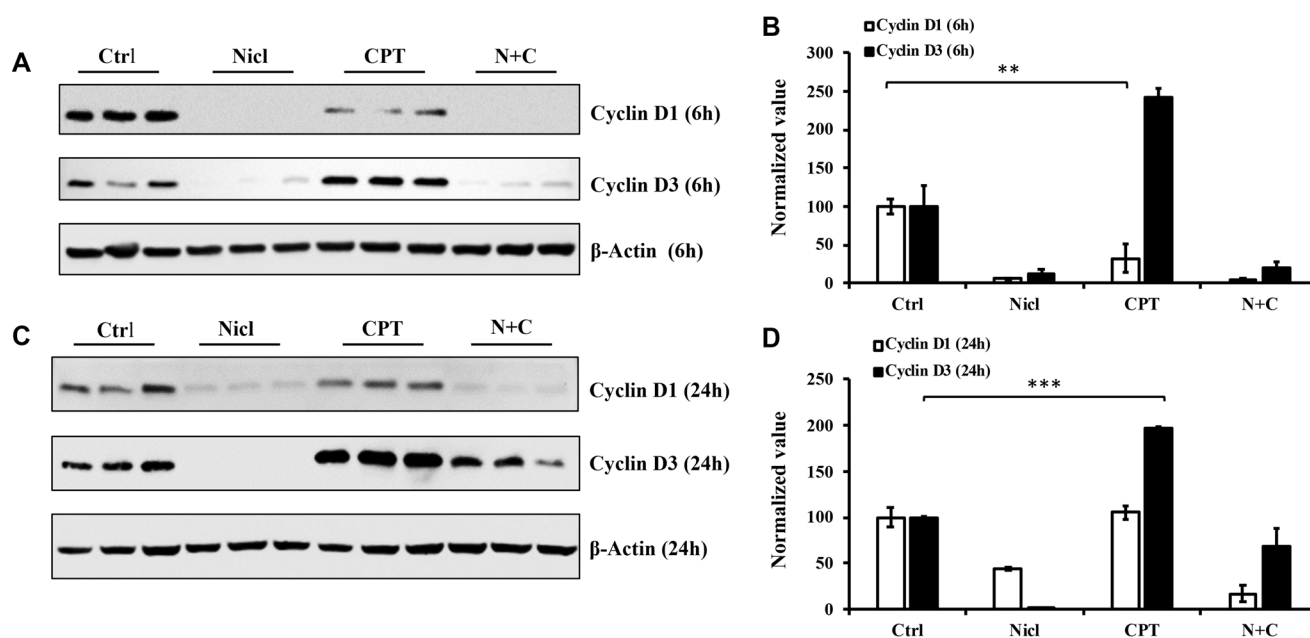 A
Ctrl Nicl CPT N+C
Cyclin D1 (6h)
Cyclin D3 (6h)
β-Actin (6h)
B
Cyclin D1 (6h)
Cyclin D3 (6h)
**
Normalized value
300
250
200
150
100
50
0
Ctrl Nicl CPT N+C
C
Ctrl Nicl CPT N+C
Cyclin D1 (24h)
Cyclin D3 (24h)
β-Actin (24h)
D
Cyclin D1 (24h)
Cyclin D3 (24h)
***
Normalized value
250
200
150
100
50
0
Ctrl Nicl CPT N+C